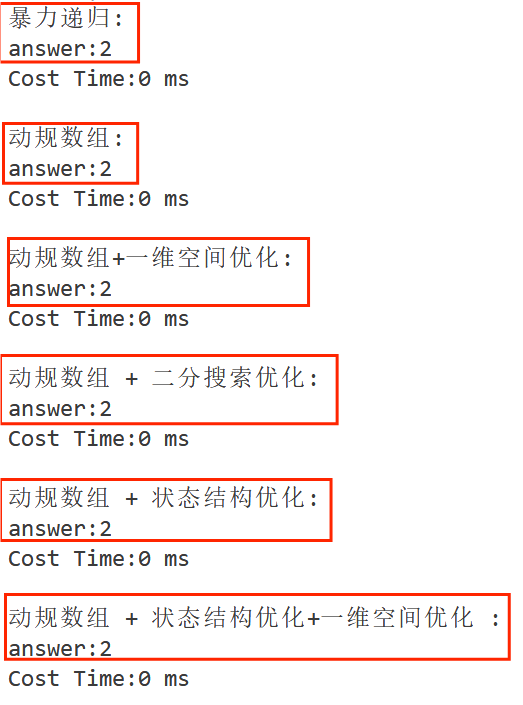 暴力递归:
answer:2
Cost Time:0 ms
动规数组:
answer:2
Cost Time:0 ms
动规数组+一维空间优化:
answer:2
Cost Time:0 ms
动规数组 + 二分搜索优化:
answer:2
Cost Time:0 ms
动规数组 + 状态结构优化:
answer:2
Cost Time:0 ms
动规数组 + 状态结构优化+一维空间优化 :
answer:2
Cost Time:0 ms